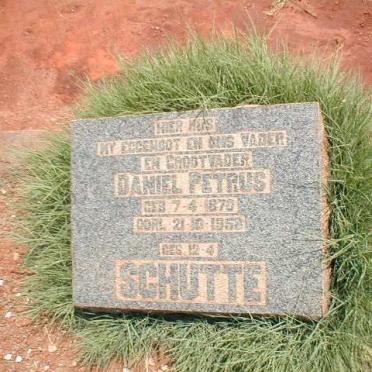 HIER RUS
MY EGGENOOT EN ONS VADER
EN GROOTVADER
DANIEL PETRUS
GEB 7-4-1879
OORL. 21-10-1952
GES. 12-4
SCHUTTE